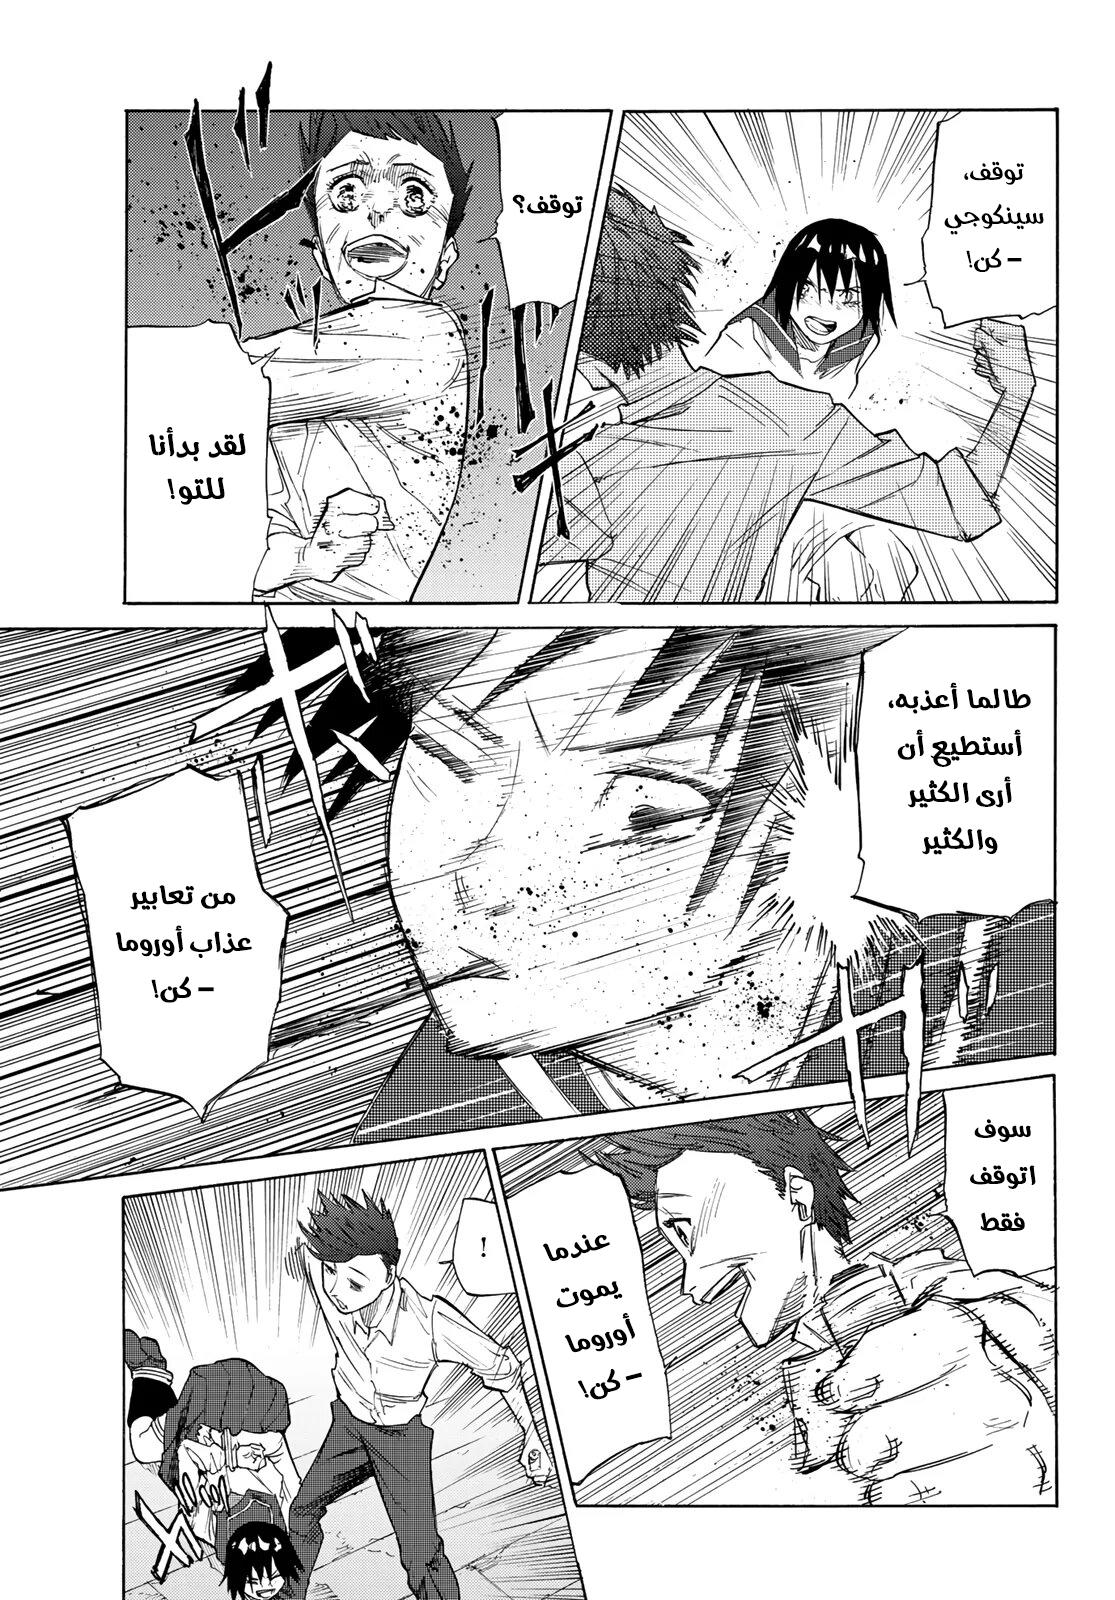 توقف،
سينكوجي
– كن!
توقف؟
لقد بدأنا
للتو!
طالما أعذبه،
أستطيع أن
أرى الكثير
والكثير
من تعابير
عذاب أوروما
– كن!
سوف
اتوقف
فقط
عندما
يموت
أوروما
– كن!
!